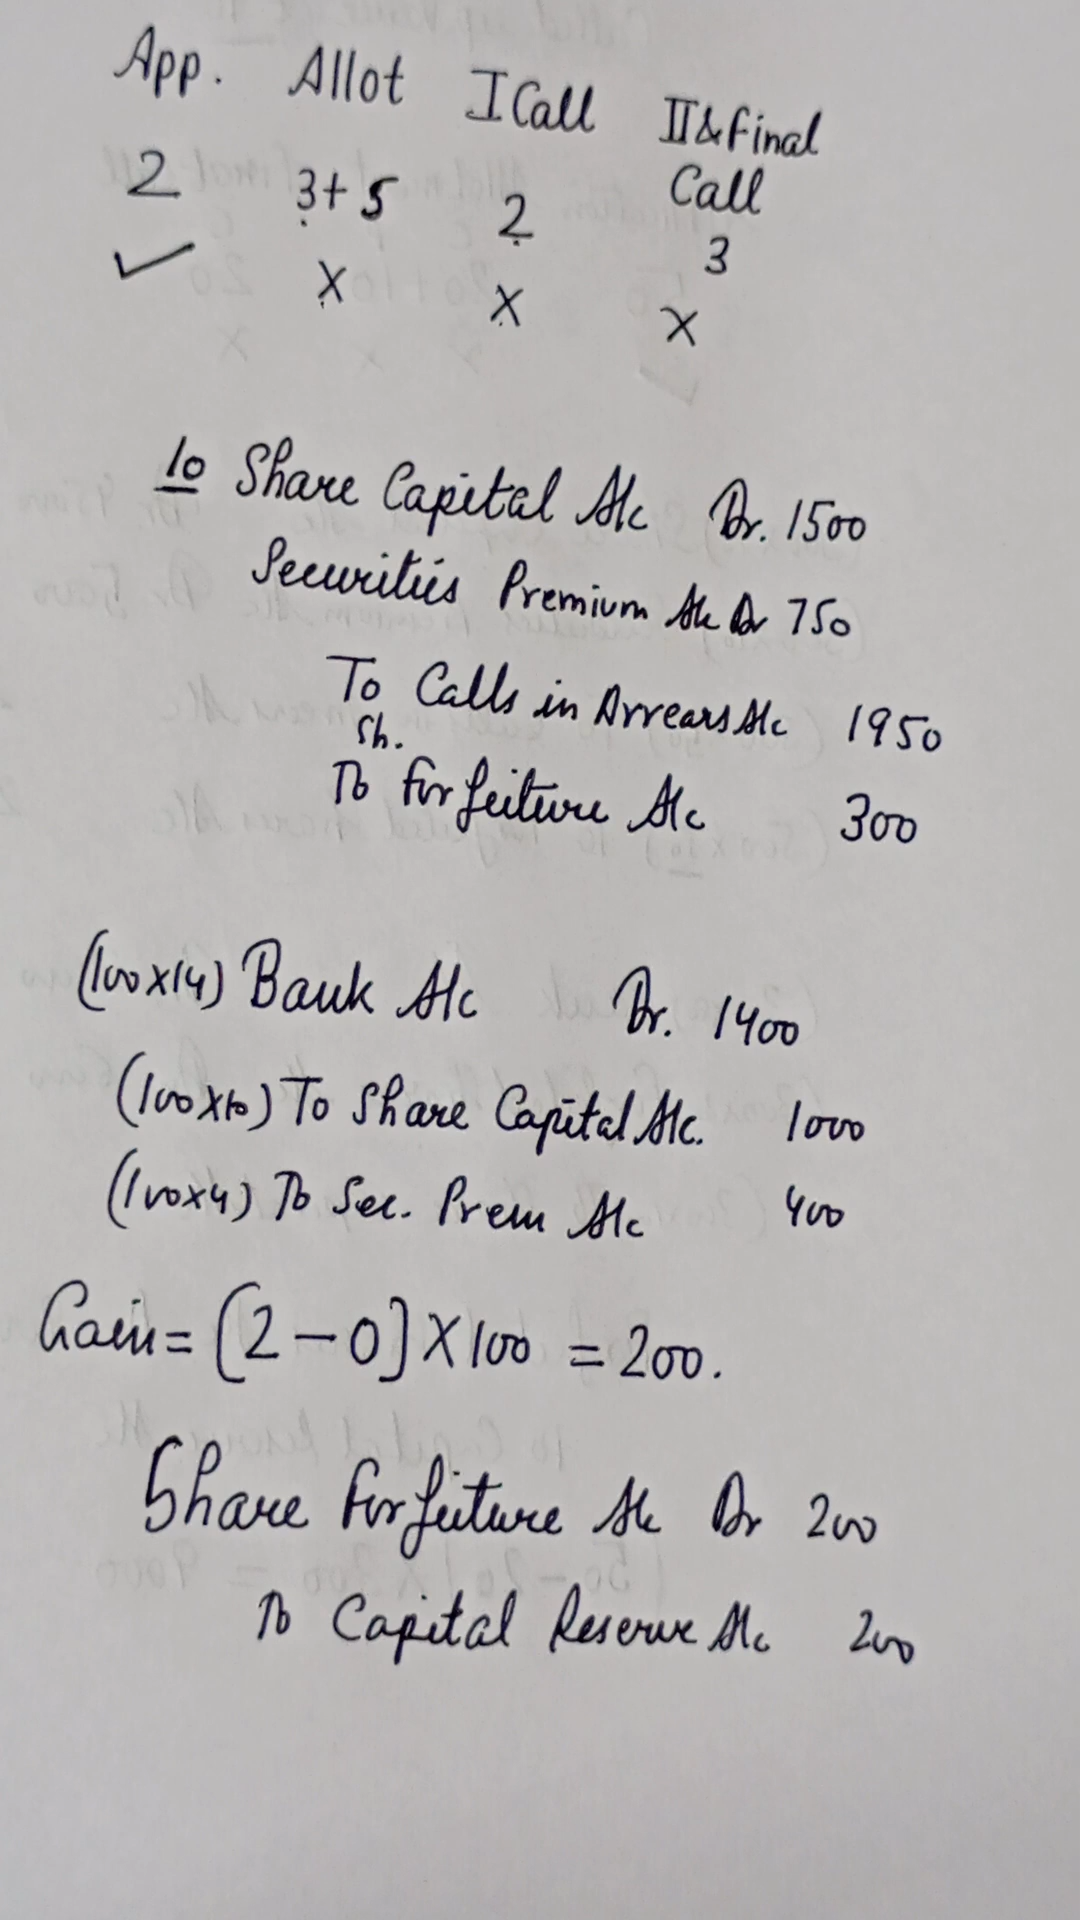 App. Allot I Call II & Final Call
2 3+5 2 3
✓ x x x
10 Share Capital A/c Dr. 1500
Securities Premium A/c Dr 750
To Calls in Arrears A/c 1950
Sh.
To Forfeiture A/c 300
(100x14) Bank A/c Dr. 1400
(100x10) To Share Capital A/c. 1000
(100x4) To Sec. Prem A/c 400
Gain = [2-0] x 100 = 200.
Share Forfeiture A/c Dr 200
To Capital Reserve A/c 200